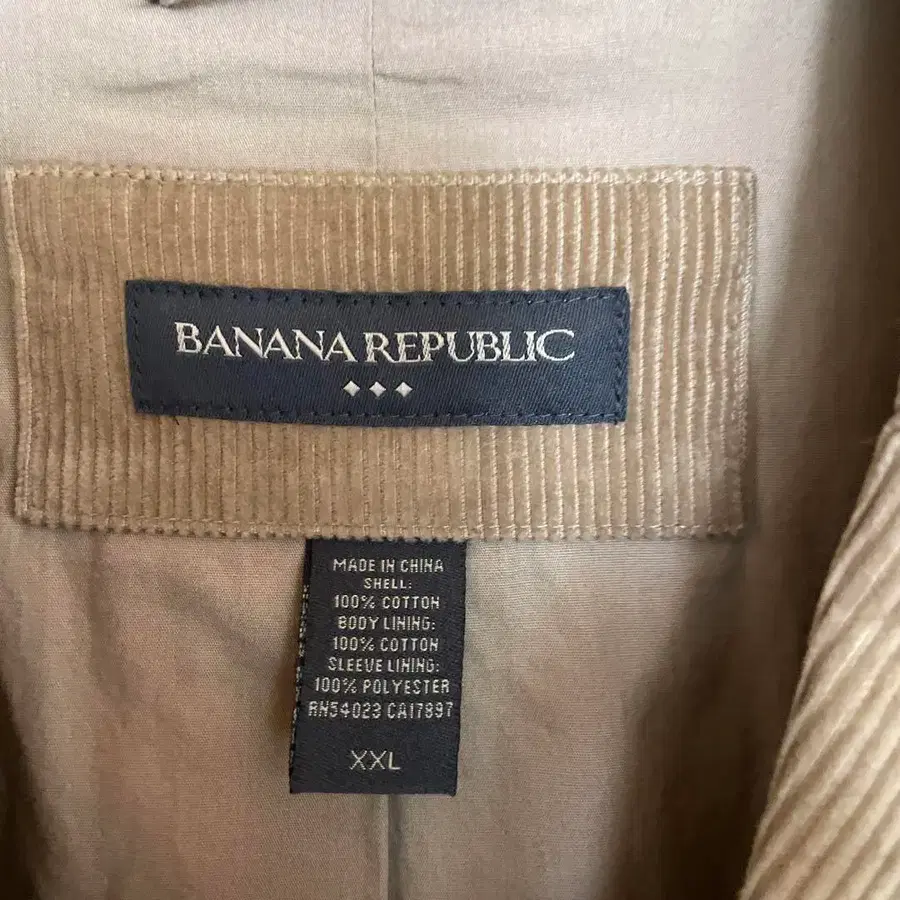 BANANA REPUBLIC
MADE IN CHINA
SHELL:
100% COTTON
BODY LINING:
100% COTTON
SLEEVE LINING:
100% POLYESTER
RN54023 CA17897
XXL